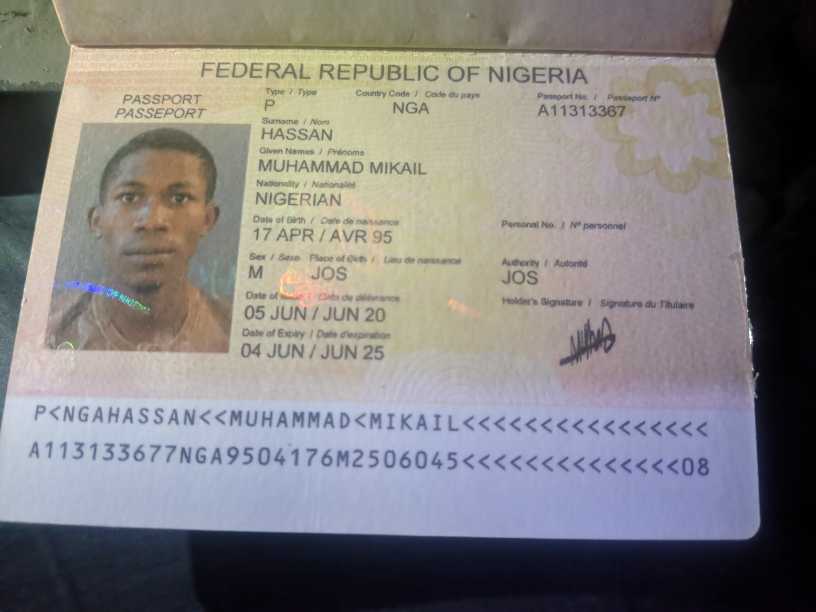 FEDERAL REPUBLIC OF NIGERIA
PASSPORT
PASSEPORT
Type / Type
P
Country Code / Code du pays
NGA
Passport No. / Passeport Nº
A11313367
Surname / Nom
HASSAN
Given Names / Prénoms
MUHAMMAD MIKAIL
Nationality / Nationalité
NIGERIAN
Date of Birth / Date de naissance
17 APR / AVR 95
Personal No. / Nº personnel
Sex / Sexe Place of Birth / Lieu de naissance
M JOS
Authority / Autorité
JOS
Date of / Date de délivrance
05 JUN / JUN 20
Holder's Signature / Signature du Titulaire
Date of Expiry / Date d'expiration
04 JUN / JUN 25
P<NGAHASSAN<<MUHAMMAD<MIKAIL<<<<<<<<<<<<<<<<
A113133677NGA9504176M2506045<<<<<<<<<<<<<<08